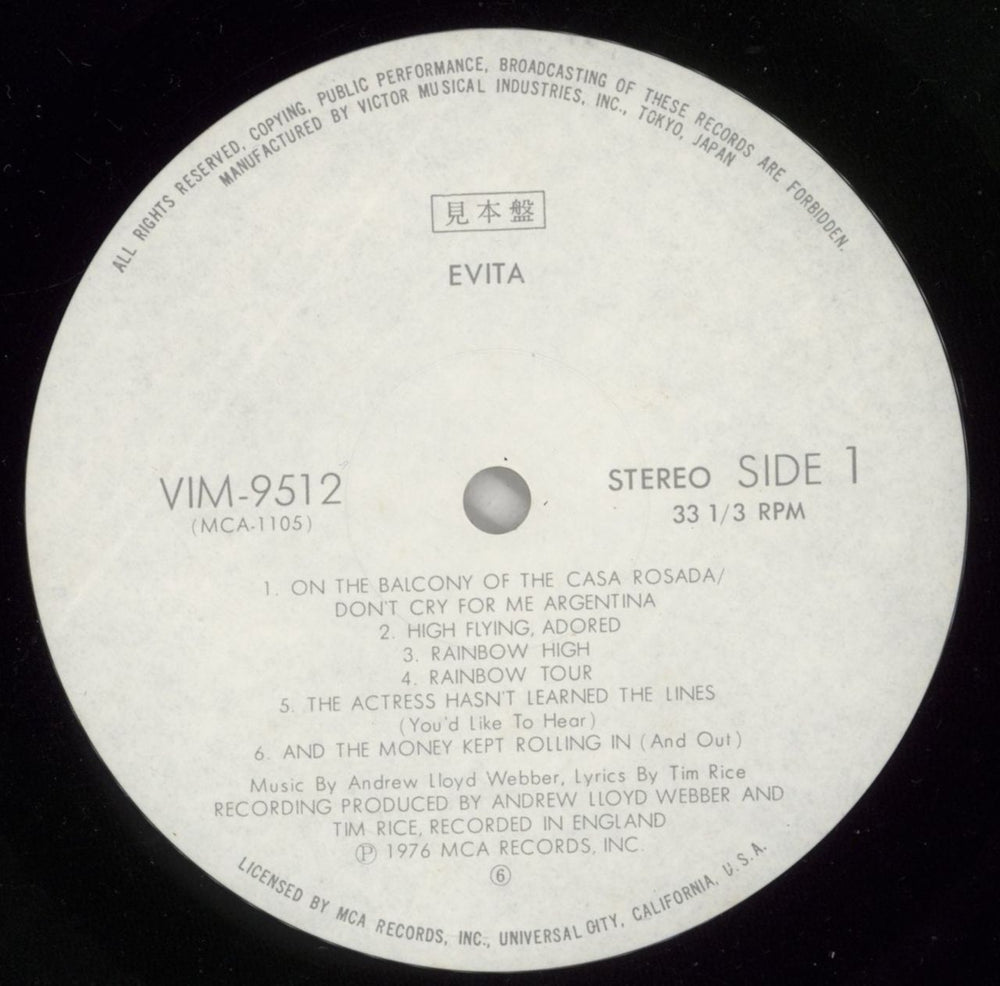 ALL RIGHTS RESERVED, COPYING, PUBLIC PERFORMANCE, BROADCASTING OF THESE RECORDS ARE FORBIDDEN.
MANUFACTURED BY VICTOR MUSICAL INDUSTRIES, INC., TOKYO, JAPAN
見本盤
EVITA
VIM-9512
(MCA-1105)
STEREO SIDE 1
33 1/3 RPM
1. ON THE BALCONY OF THE CASA ROSADA/
DON'T CRY FOR ME ARGENTINA
2. HIGH FLYING, ADORED
3. RAINBOW HIGH
4. RAINBOW TOUR
5. THE ACTRESS HASN'T LEARNED THE LINES
(You'd Like To Hear)
6. AND THE MONEY KEPT ROLLING IN (And Out)
Music By Andrew Lloyd Webber, Lyrics By Tim Rice
RECORDING PRODUCED BY ANDREW LLOYD WEBBER AND
TIM RICE, RECORDED IN ENGLAND
Ⓟ 1976 MCA RECORDS, INC.
⑥
LICENSED BY MCA RECORDS, INC., UNIVERSAL CITY, CALIFORNIA, U.S.A.